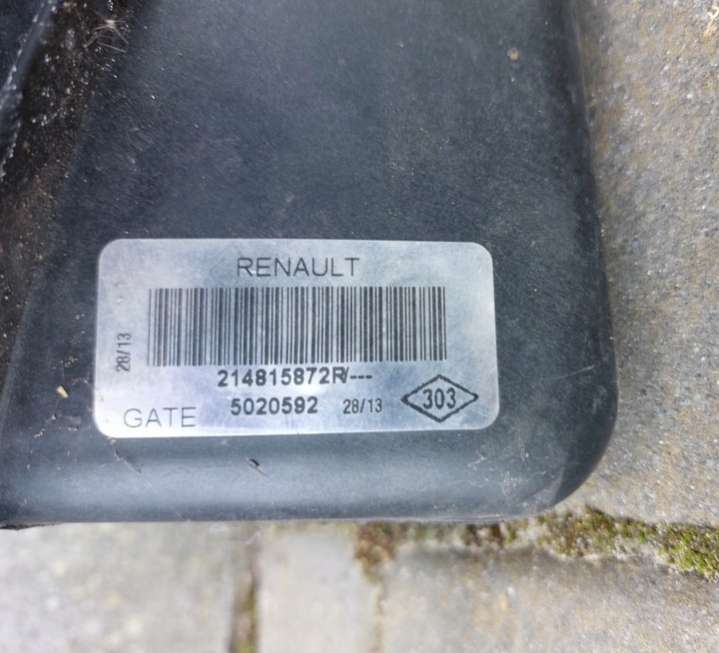 RENAULT
28/13
214815872R/---
GATE 5020592 28/13 303